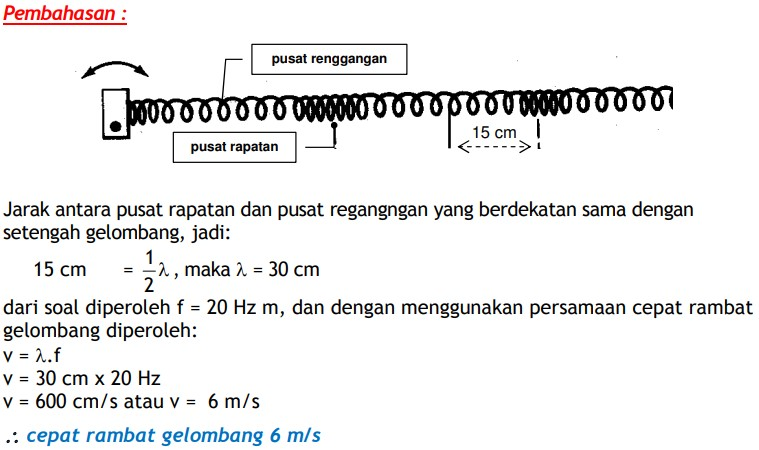 Pembahasan :
pusat renggangan
15 cm
pusat rapatan
Jarak antara pusat rapatan dan pusat regangngan yang berdekatan sama dengan
setengah gelombang, jadi:
15 cm = 1/2 λ , maka λ = 30 cm
dari soal diperoleh f = 20 Hz m, dan dengan menggunakan persamaan cepat rambat
gelombang diperoleh:
v = λ.f
v = 30 cm x 20 Hz
v = 600 cm/s atau v = 6 m/s
∴ cepat rambat gelombang 6 m/s